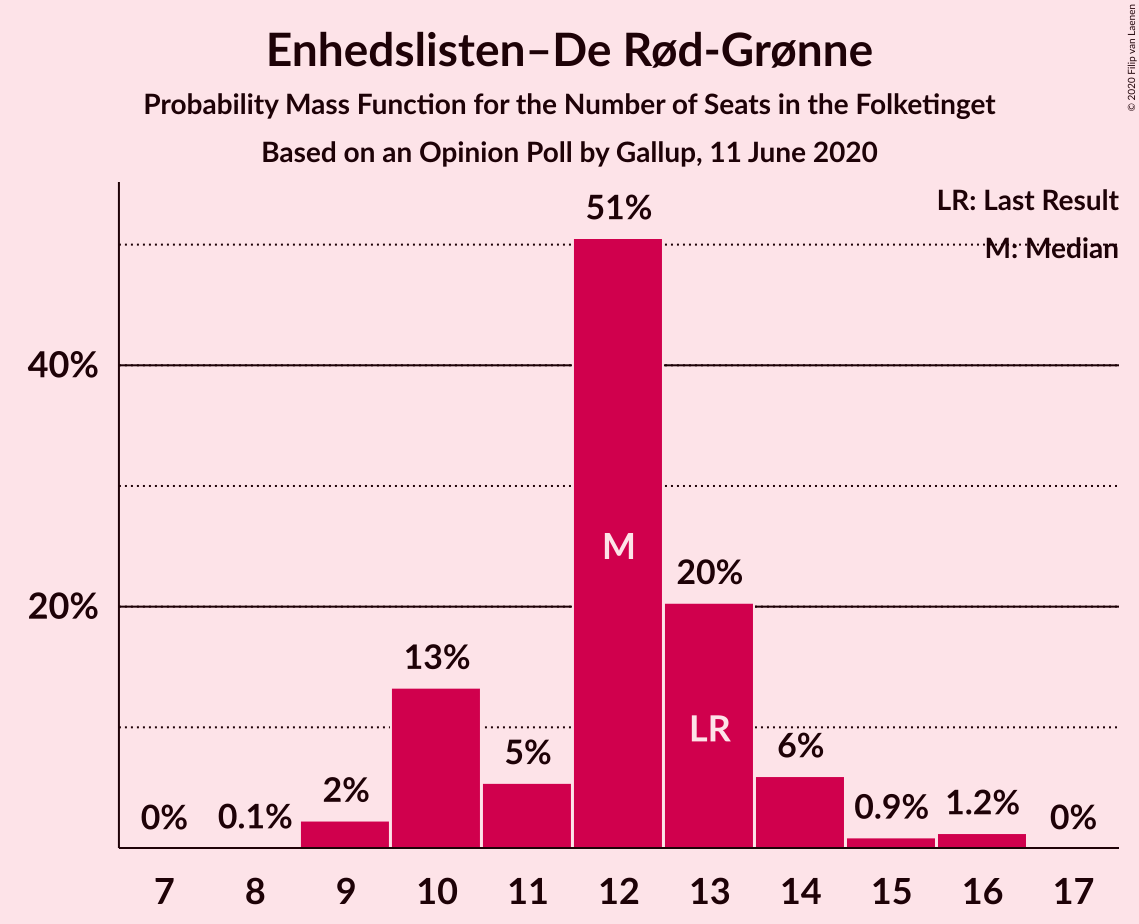 Enhedslisten–De Rød-Grønne
Probability Mass Function for the Number of Seats in the Folketinget
Based on an Opinion Poll by Gallup, 11 June 2020
© 2020 Filip van Laenen
LR: Last Result
M: Median
40%
20%
0%
0.1%
2%
13%
5%
51%
M
20%
LR
6%
0.9%
1.2%
0%
7 8 9 10 11 12 13 14 15 16 17